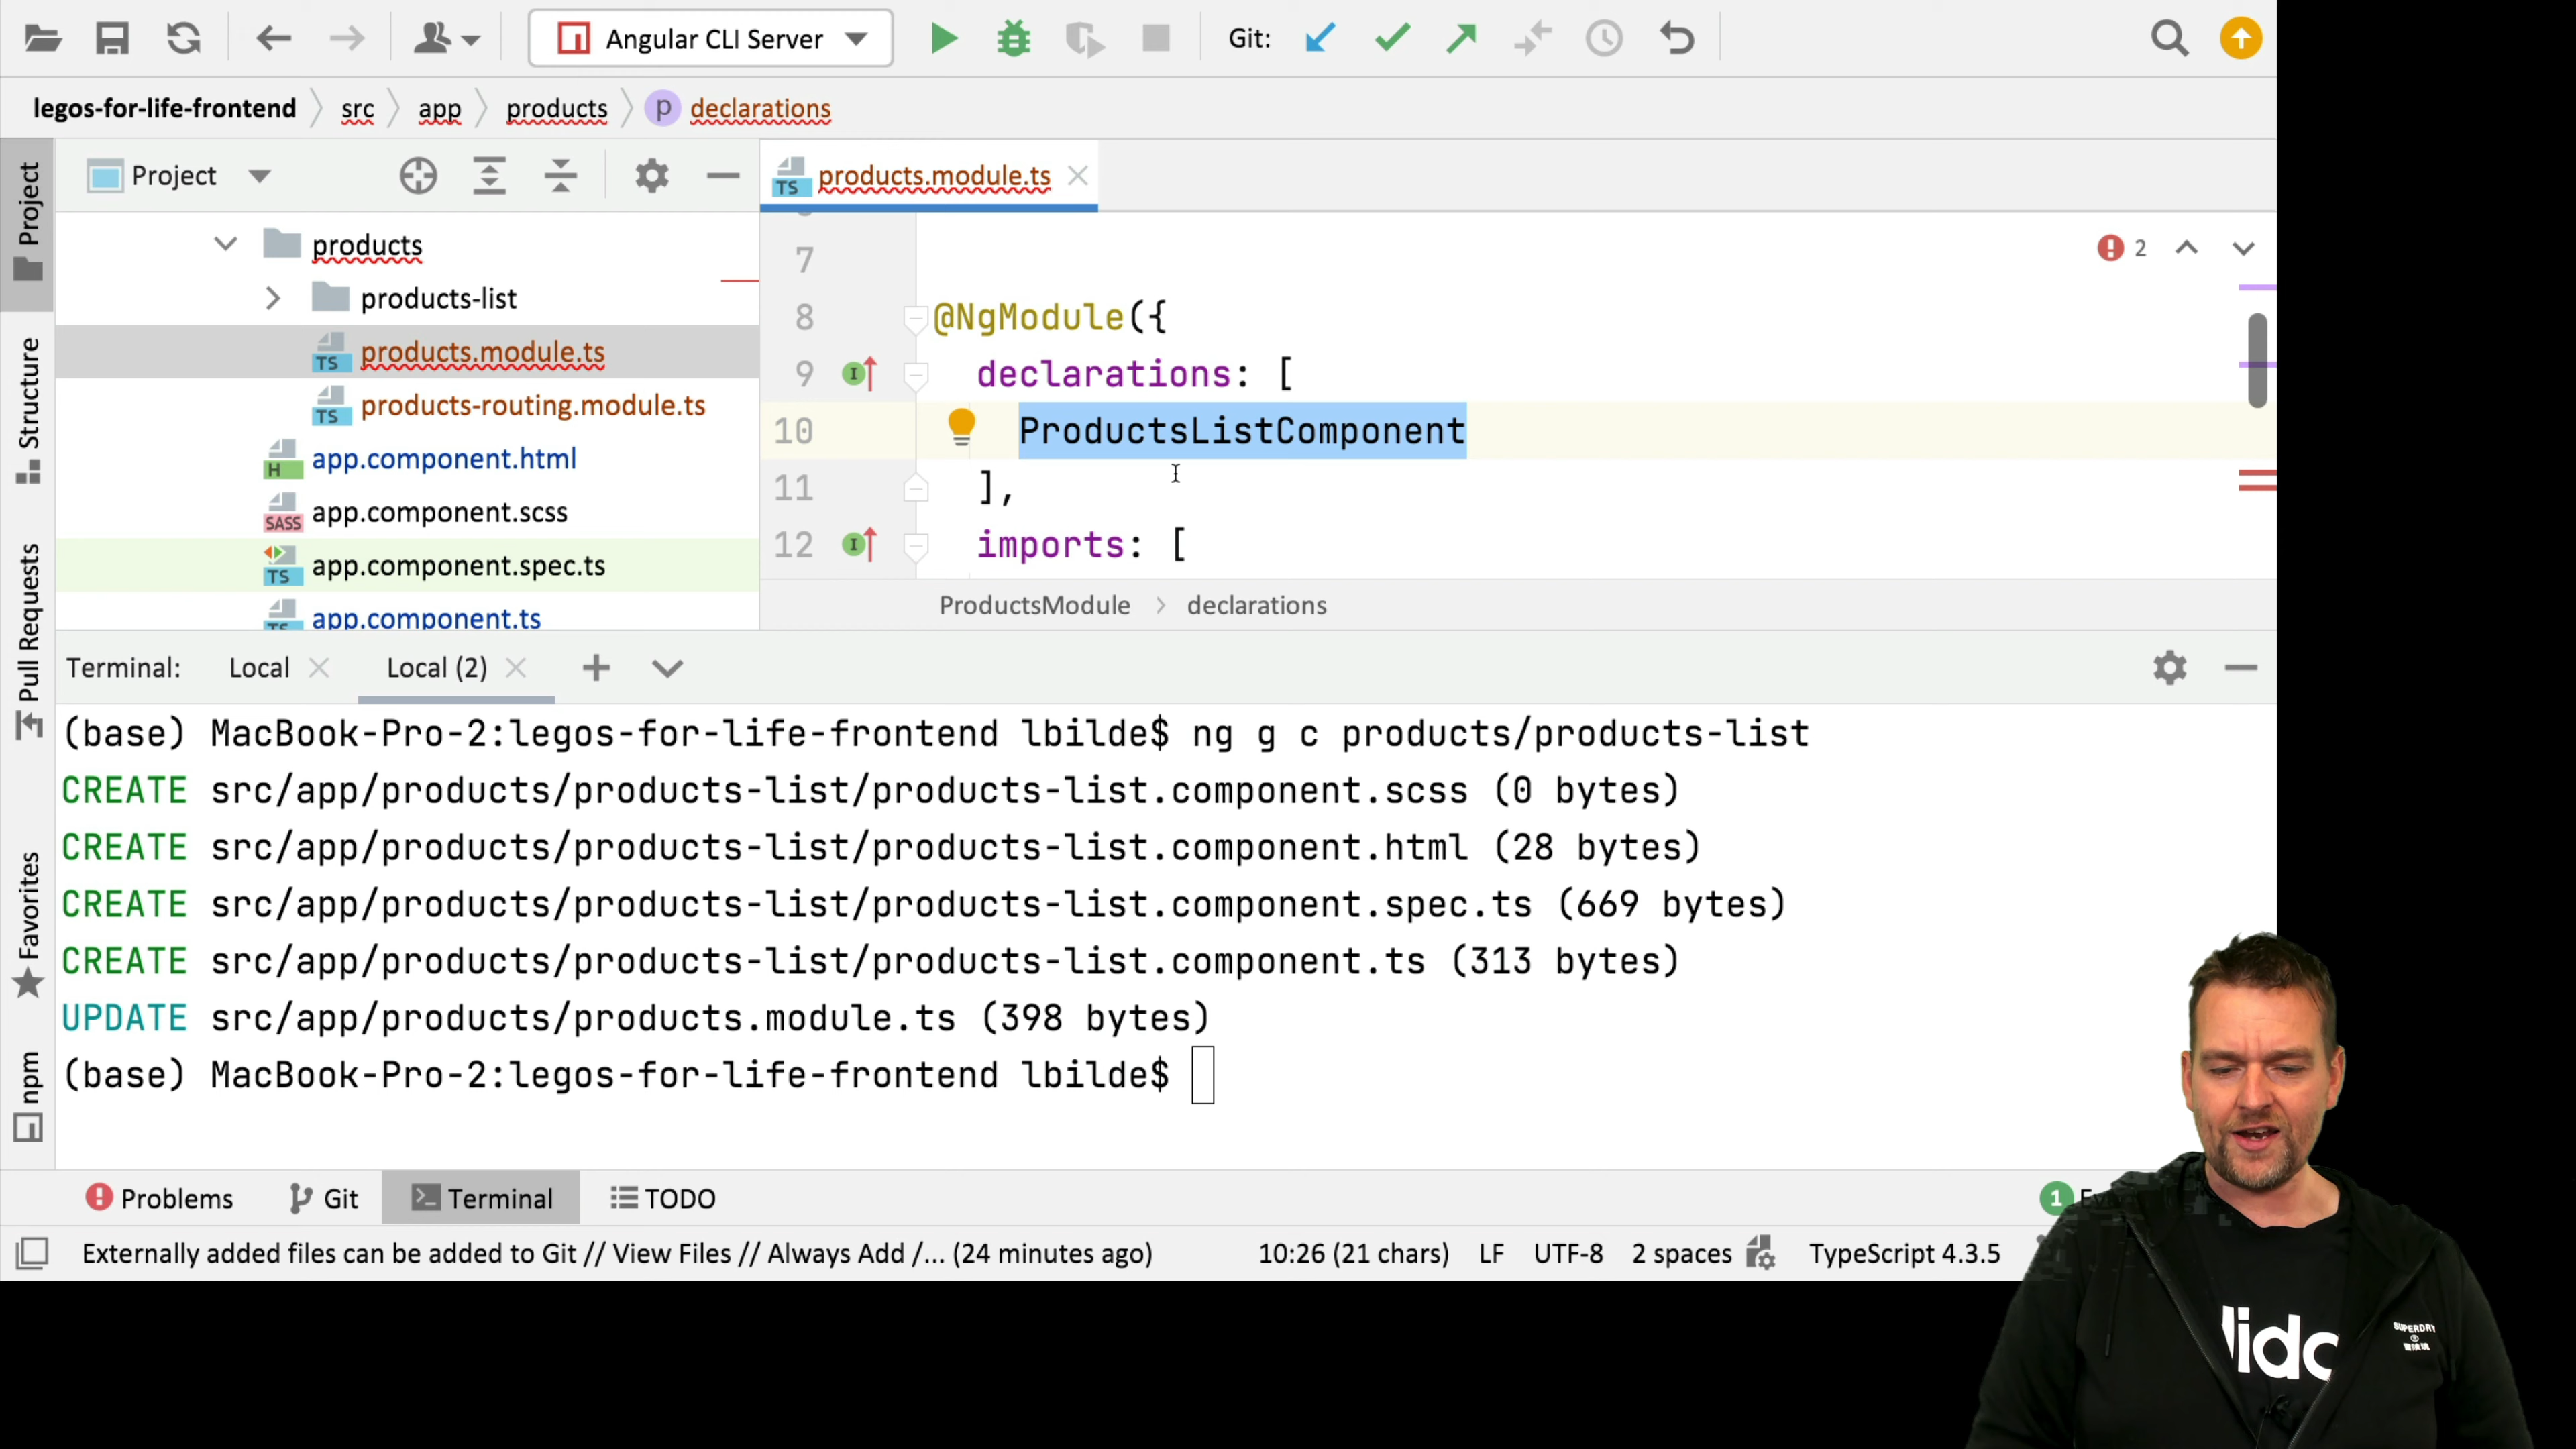 Angular CLI Server
Git:
legos-for-life-frontend src app products p declarations
Project
Structure
Pull Requests
Favorites
npm
Project
products
products-list
TS products.module.ts
TS products-routing.module.ts
H app.component.html
SASS app.component.scss
TS app.component.spec.ts
TS app.component.ts
TS products.module.ts
2
7
8 @NgModule({
9 declarations: [
10 ProductsListComponent
11 ],
12 imports: [
ProductsModule > declarations
Terminal: Local Local (2)
(base) MacBook-Pro-2:legos-for-life-frontend lbilde$ ng g c products/products-list
CREATE src/app/products/products-list/products-list.component.scss (0 bytes)
CREATE src/app/products/products-list/products-list.component.html (28 bytes)
CREATE src/app/products/products-list/products-list.component.spec.ts (669 bytes)
CREATE src/app/products/products-list/products-list.component.ts (313 bytes)
UPDATE src/app/products/products.module.ts (398 bytes)
(base) MacBook-Pro-2:legos-for-life-frontend lbilde$
Problems Git Terminal TODO
1
Externally added files can be added to Git // View Files // Always Add /... (24 minutes ago) 10:26 (21 chars) LF UTF-8 2 spaces TypeScript 4.3.5
SUPERDRY